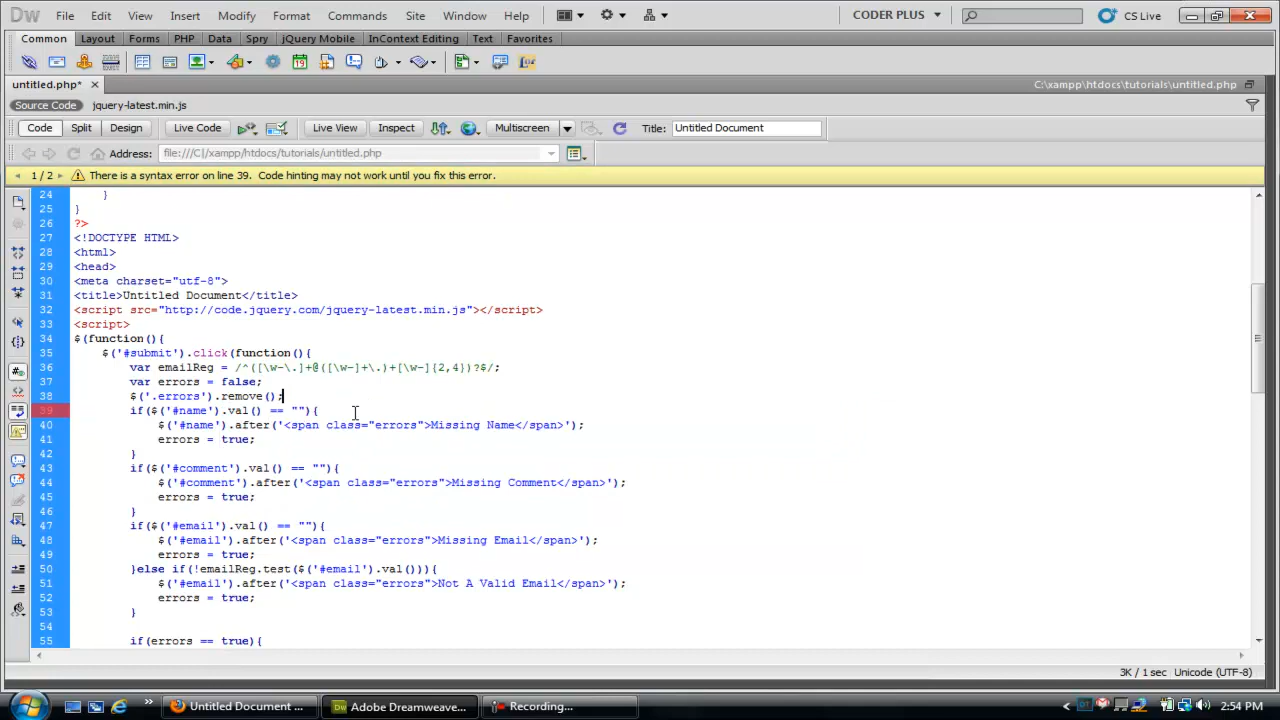 Dw File Edit View Insert Modify Format Commands Site Window Help CODER PLUS CS Live
Common Layout Forms PHP Data Spry jQuery Mobile InContext Editing Text Favorites
untitled.php* C:\xampp\htdocs\tutorials\untitled.php
Source Code jquery-latest.min.js
Code Split Design Live Code Live View Inspect Multiscreen Title: Untitled Document
Address: file:///C|/xampp/htdocs/tutorials/untitled.php
1 / 2 There is a syntax error on line 39. Code hinting may not work until you fix this error.
24 }
25 }
26 ?>
27 <!DOCTYPE HTML>
28 <html>
29 <head>
30 <meta charset="utf-8">
31 <title>Untitled Document</title>
32 <script src="http://code.jquery.com/jquery-latest.min.js"></script>
33 <script>
34 $(function(){
35 $('#submit').click(function(){
36 var emailReg = /^([\w-\.]+@([\w-]+\.)+[\w-]{2,4})?$/;
37 var errors = false;
38 $('.errors').remove();
39 if($('#name').val() == ""){
40 $('#name').after('<span class="errors">Missing Name</span>');
41 errors = true;
42 }
43 if($('#comment').val() == ""){
44 $('#comment').after('<span class="errors">Missing Comment</span>');
45 errors = true;
46 }
47 if($('#email').val() == ""){
48 $('#email').after('<span class="errors">Missing Email</span>');
49 errors = true;
50 }else if(!emailReg.test($('#email').val())){
51 $('#email').after('<span class="errors">Not A Valid Email</span>');
52 errors = true;
53 }
54
55 if(errors == true){
3K / 1 sec Unicode (UTF-8)
Untitled Document ... Dw Adobe Dreamweave... Recording... 2:54 PM